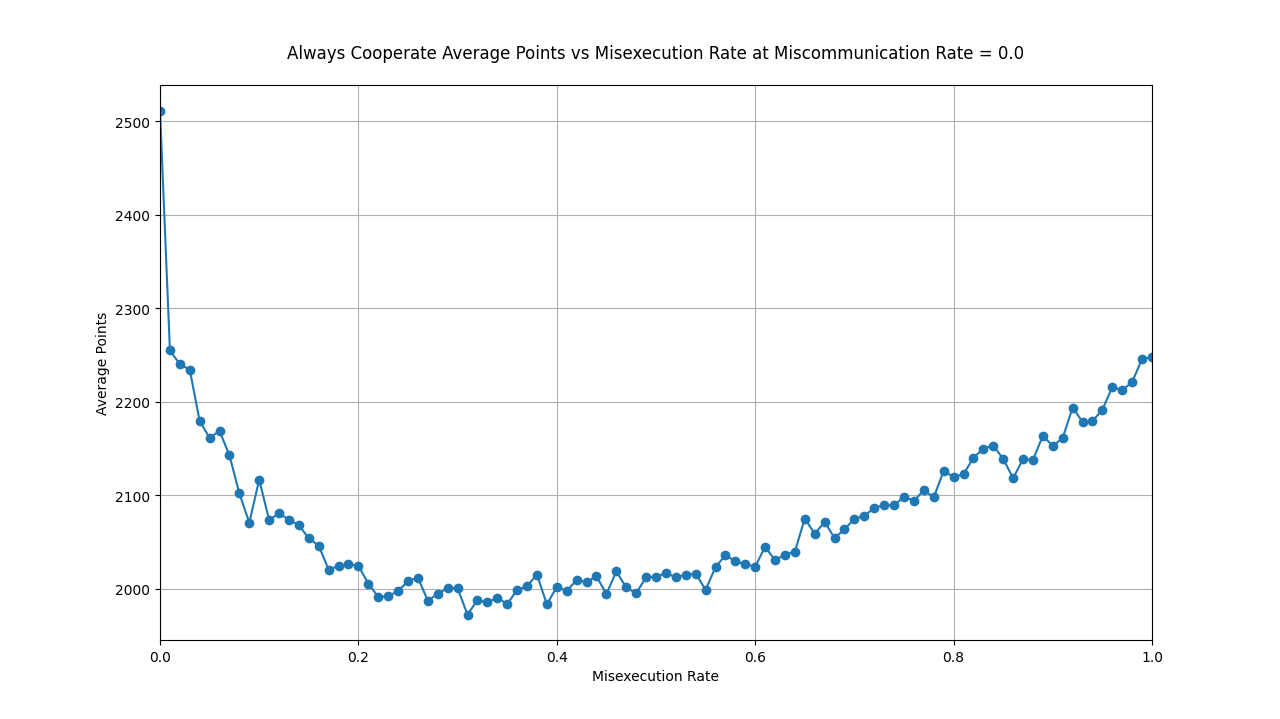 Always Cooperate Average Points vs Misexecution Rate at Miscommunication Rate = 0.0
2500
2400
2300
2200
2100
2000
Average Points
0.0 0.2 0.4 0.6 0.8 1.0
Misexecution Rate